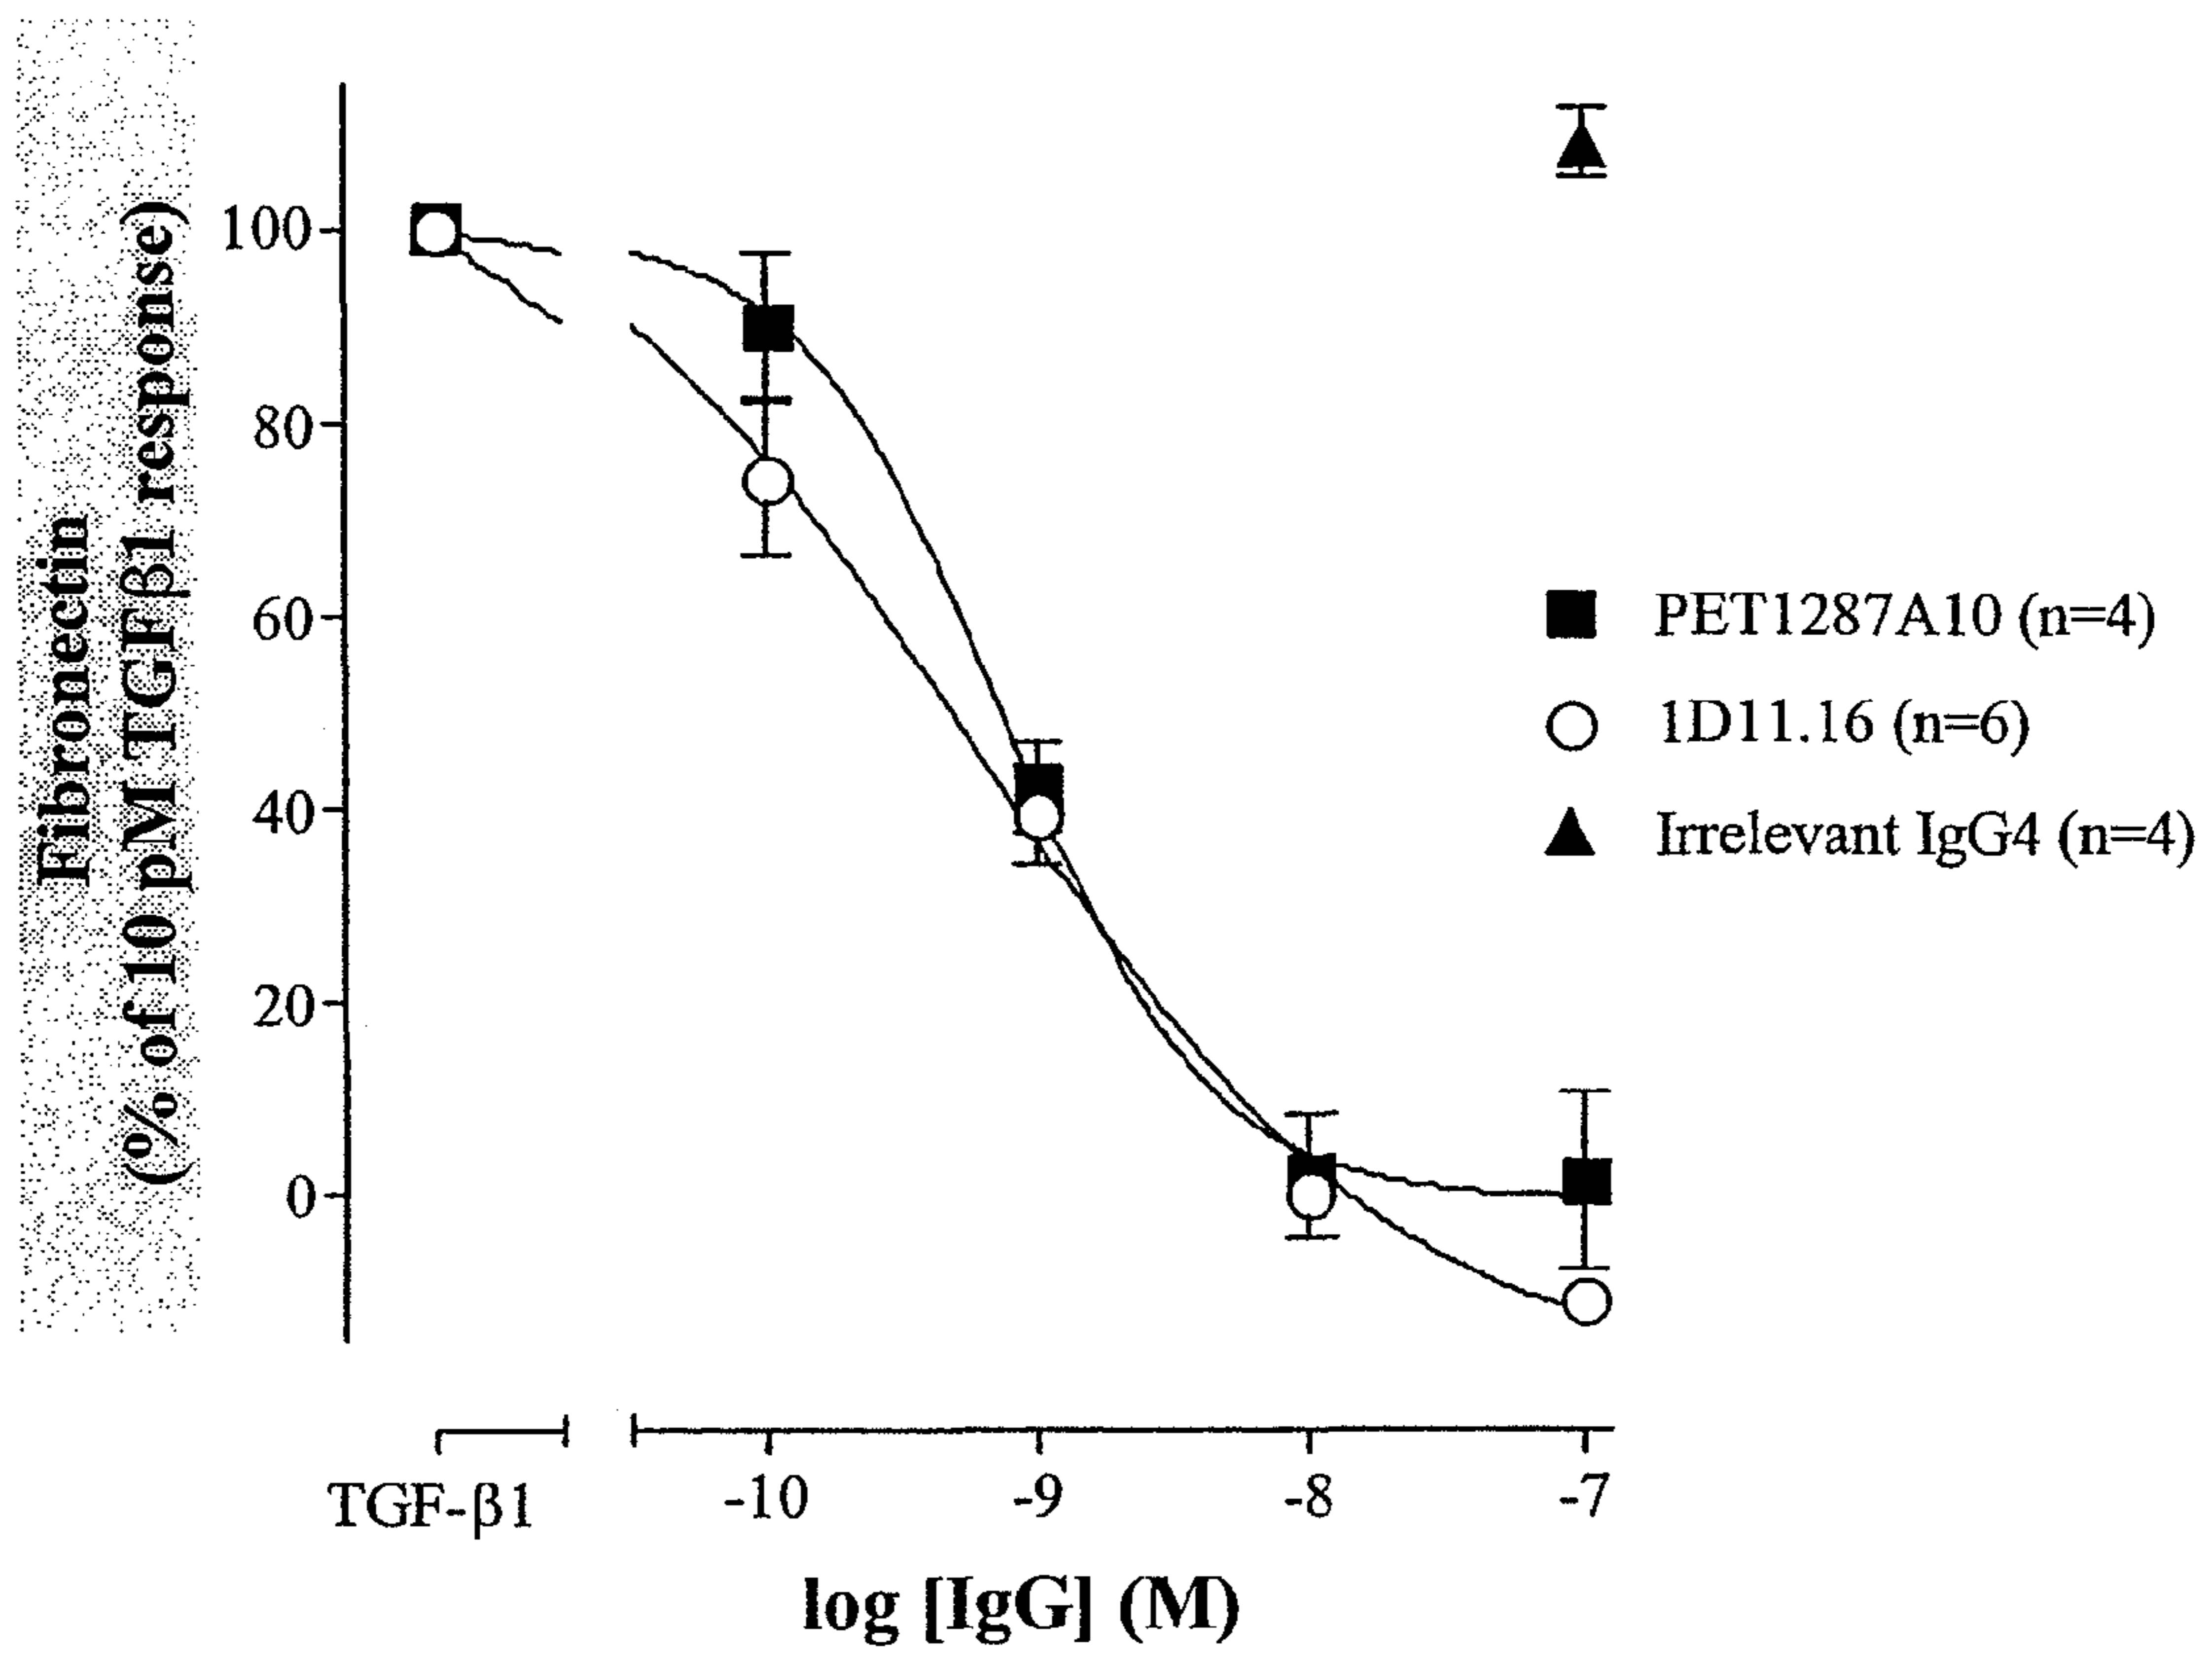 Fibronectin
(% of 10 pM TGFβ1 response)
100
80
60
40
20
0
PET1287A10 (n=4)
1D11.16 (n=6)
Irrelevant IgG4 (n=4)
TGF-β1
-10
-9
-8
-7
log [IgG] (M)